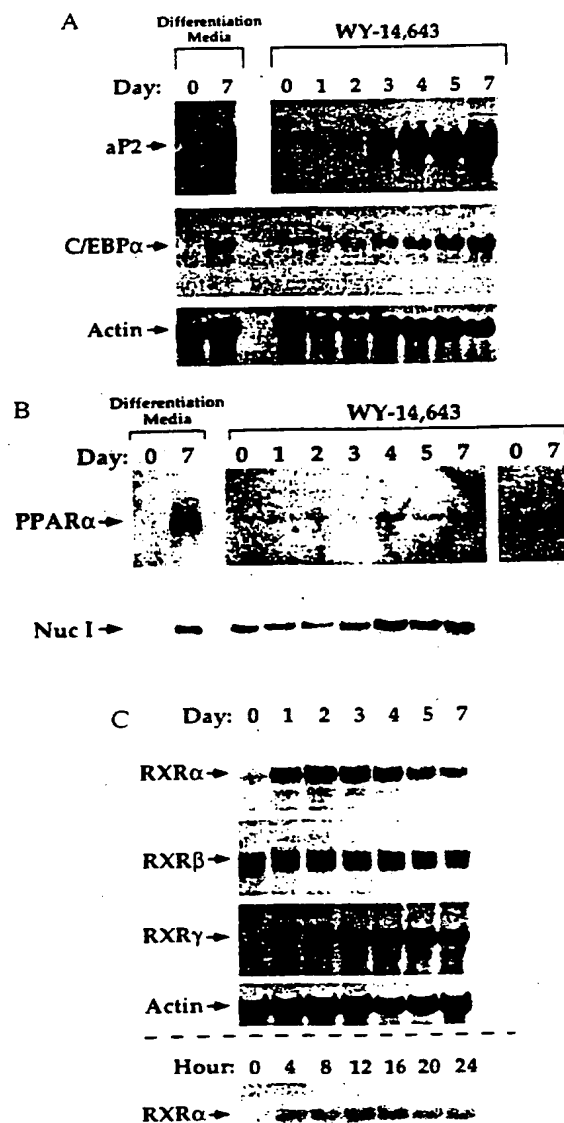 A
Differentiation Media
WY-14,643
Day: 0 7 0 1 2 3 4 5 7
aP2
C/EBPα
Actin
B
Differentiation Media
WY-14,643
Day: 0 7 0 1 2 3 4 5 7 0 7
PPARα
Nuc I
C
Day: 0 1 2 3 4 5 7
RXRα
RXRβ
RXRγ
Actin
Hour: 0 4 8 12 16 20 24
RXRα